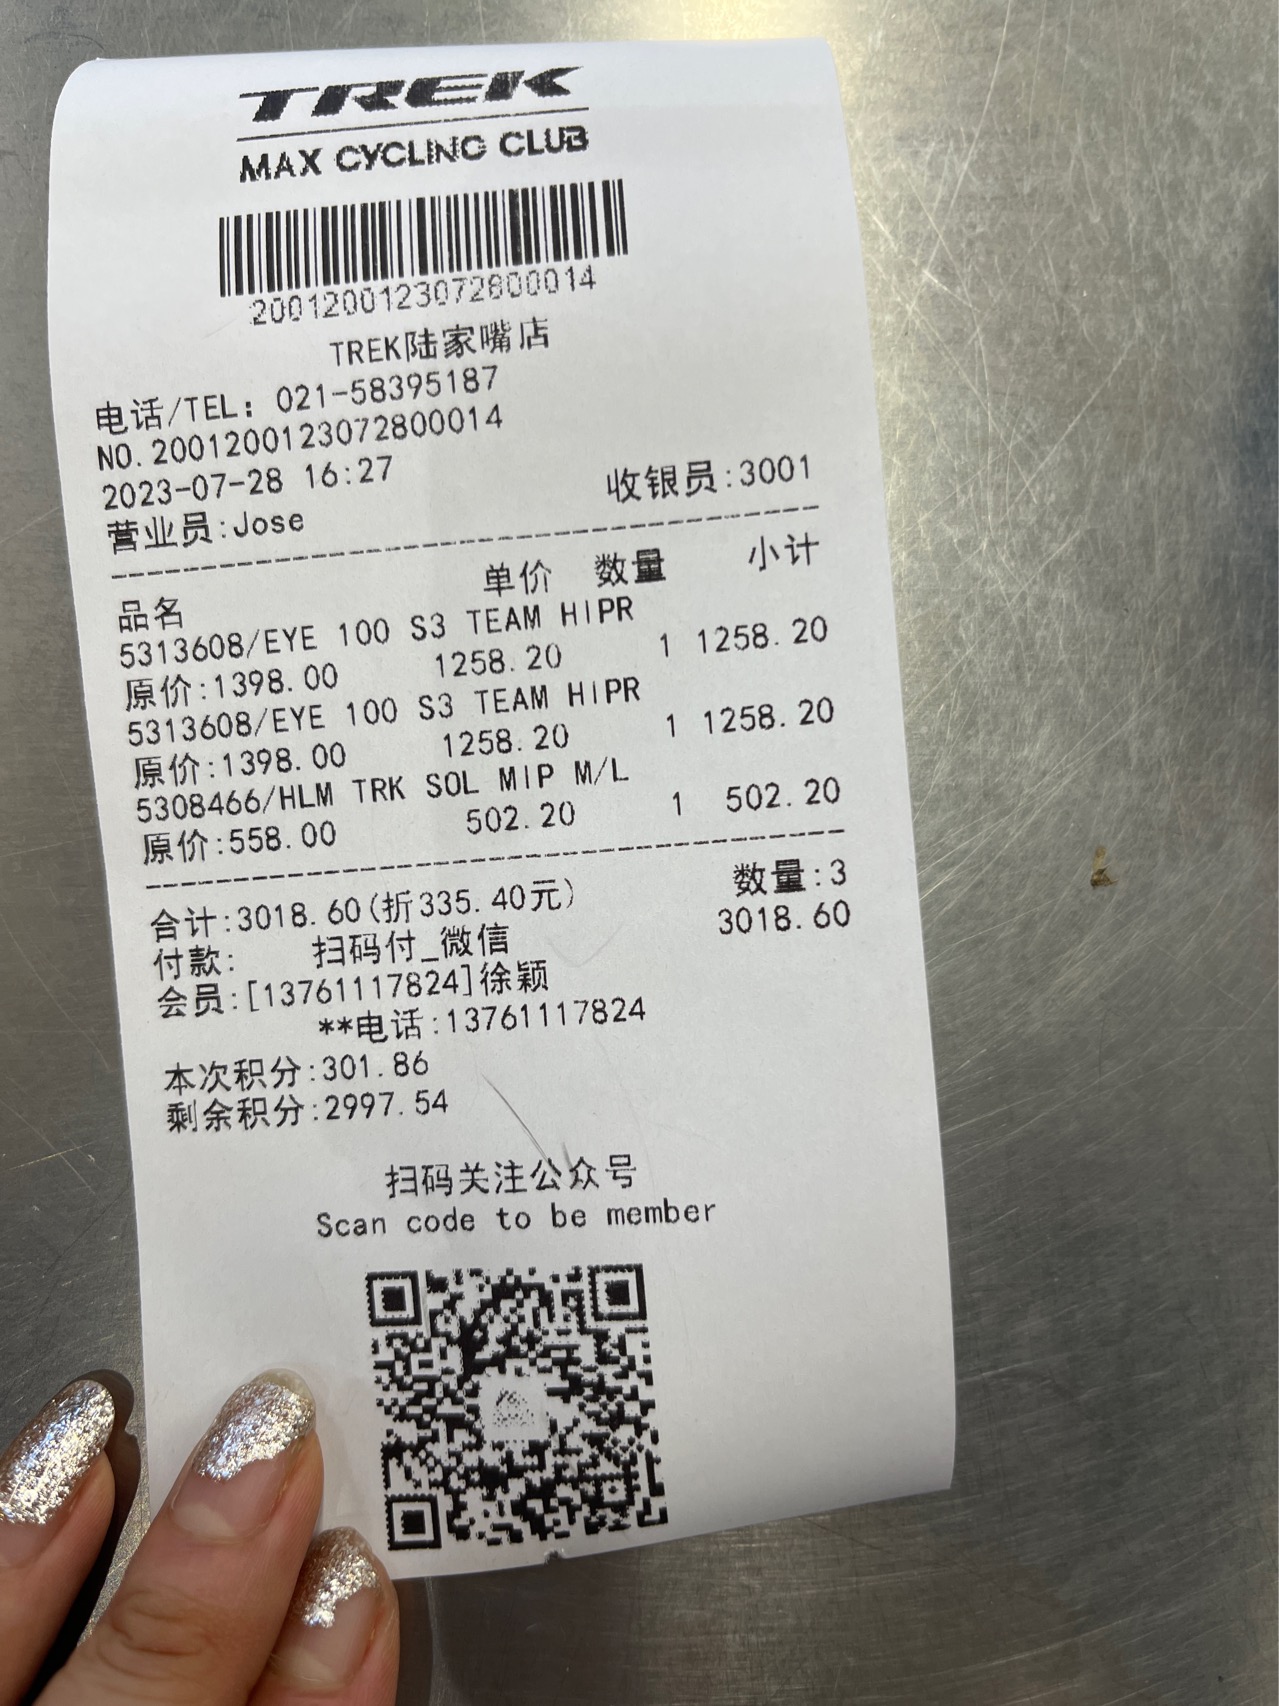 TREK
MAX CYCLING CLUB
2001200123072800014
TREK陆家嘴店
电话/TEL: 021-58395187
NO.2001200123072800014
2023-07-28 16:27 收银员:3001
营业员:Jose
品名 单价 数量 小计
5313608/EYE 100 S3 TEAM HIPR
原价:1398.00 1258.20 1 1258.20
5313608/EYE 100 S3 TEAM HIPR
原价:1398.00 1258.20 1 1258.20
5308466/HLM TRK SOL MIP M/L
原价:558.00 502.20 1 502.20
合计:3018.60(折335.40元) 数量:3
付款: 扫码付_微信 3018.60
会员:[13761117824]徐颖
**电话:13761117824
本次积分:301.86
剩余积分:2997.54
扫码关注公众号
Scan code to be member